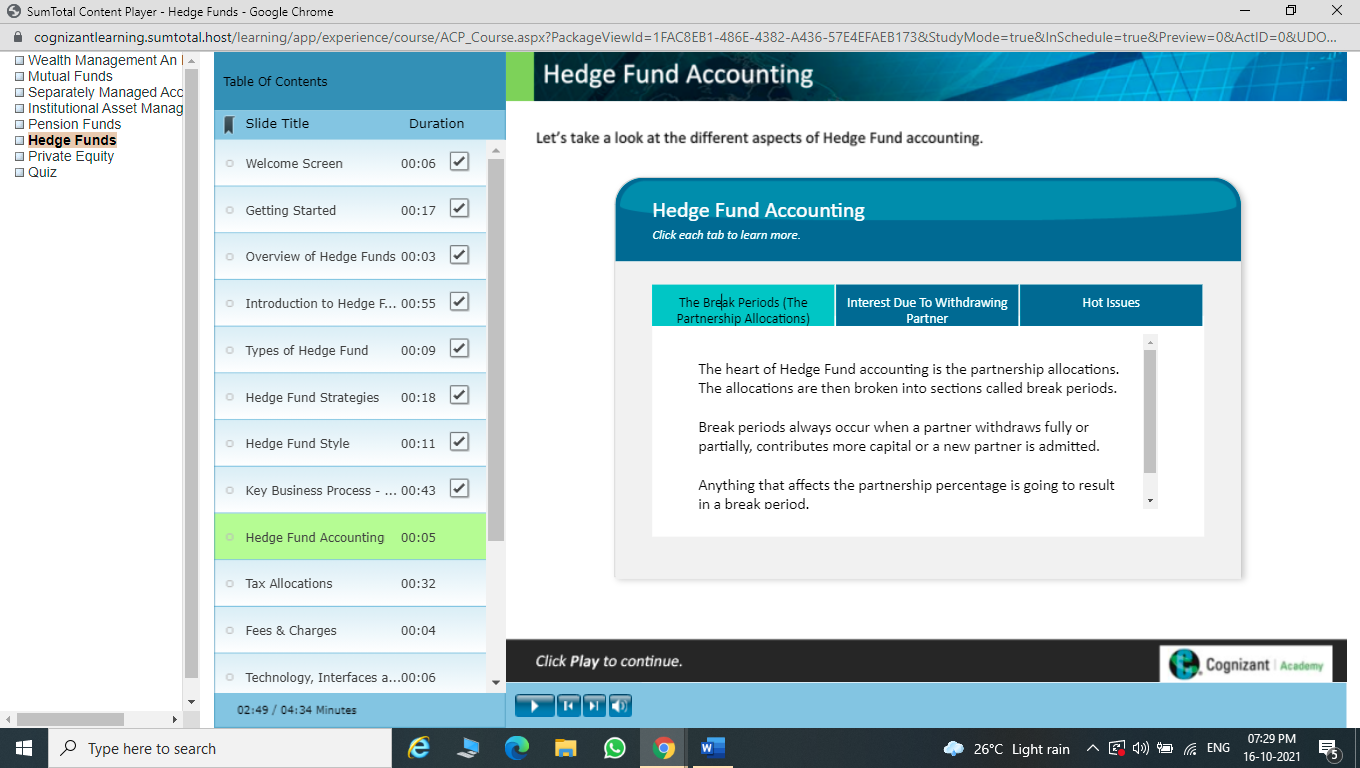 SumTotal Content Player - Hedge Funds - Google Chrome
cognizantlearning.sumtotal.host/learning/app/experience/course/ACP_Course.aspx?PackageViewId=1FAC8EB1-486E-4382-A436-57E4EFAEB173&StudyMode=true&InSchedule=true&Preview=0&ActID=0&UDO...
Wealth Management An
Mutual Funds
Separately Managed Acc
Institutional Asset Manag
Pension Funds
Hedge Funds
Private Equity
Quiz
Table Of Contents
Slide Title Duration
Welcome Screen 00:06
Getting Started 00:17
Overview of Hedge Funds 00:03
Introduction to Hedge F... 00:55
Types of Hedge Fund 00:09
Hedge Fund Strategies 00:18
Hedge Fund Style 00:11
Key Business Process - ... 00:43
Hedge Fund Accounting 00:05
Tax Allocations 00:32
Fees & Charges 00:04
Technology, Interfaces a... 00:06
02:49 / 04:34 Minutes
Hedge Fund Accounting
Let's take a look at the different aspects of Hedge Fund accounting.
Hedge Fund Accounting
Click each tab to learn more.
The Break Periods (The
Partnership Allocations)
Interest Due To Withdrawing
Partner
Hot Issues
The heart of Hedge Fund accounting is the partnership allocations.
The allocations are then broken into sections called break periods.
Break periods always occur when a partner withdraws fully or
partially, contributes more capital or a new partner is admitted.
Anything that affects the partnership percentage is going to result
in a break period.
Click Play to continue.
Cognizant | Academy
Type here to search
26°C Light rain
ENG
07:29 PM
16-10-2021
5